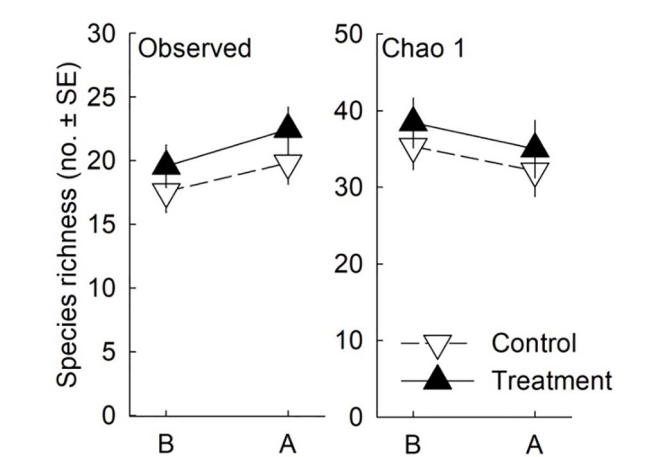 Species richness (no. ± SE)
Observed
30
25
20
15
10
5
0
B A
Chao 1
50
40
30
20
10
0
B A
Control
Treatment